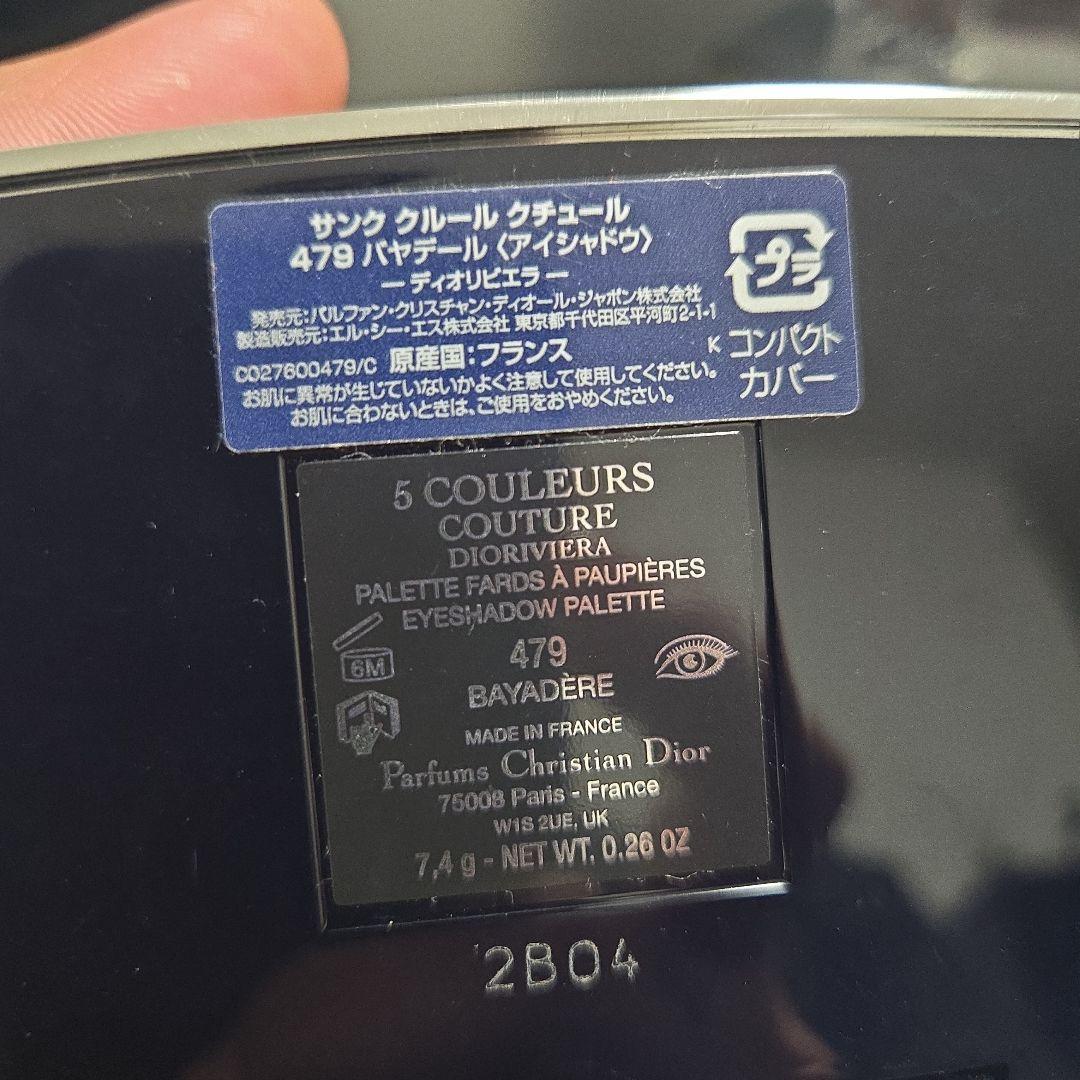 サンク クルール クチュール
479 バヤデール〈アイシャドウ〉
ーディオリビエラー
発売元:パルファン・クリスチャン・ディオール・ジャポン株式会社
製造販売元:エル・シー・エス株式会社 東京都千代田区平河町2-1-1
C027600479/C 原産国:フランス
お肌に異常が生じていないかよく注意して使用してください。
お肌に合わないときは、ご使用をおやめください。
プラ
K コンパクト
カバー
5 COULEURS
COUTURE
DIORIVIERA
PALETTE FARDS À PAUPIÈRES
EYESHADOW PALETTE
6M
479
BAYADÈRE
MADE IN FRANCE
Parfums Christian Dior
75008 Paris - France
W1S 2UE, UK
7,4 g - NET WT. 0.26 OZ
2B04